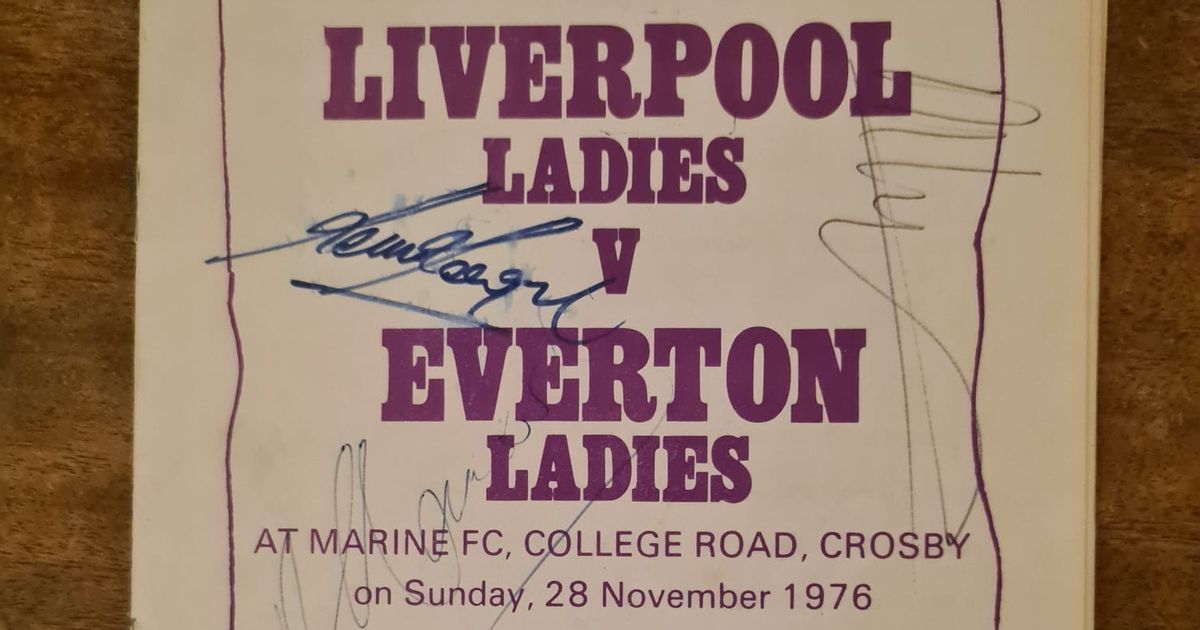 LIVERPOOL
LADIES
V
EVERTON
LADIES
AT MARINE FC, COLLEGE ROAD, CROSBY
on Sunday, 28 November 1976